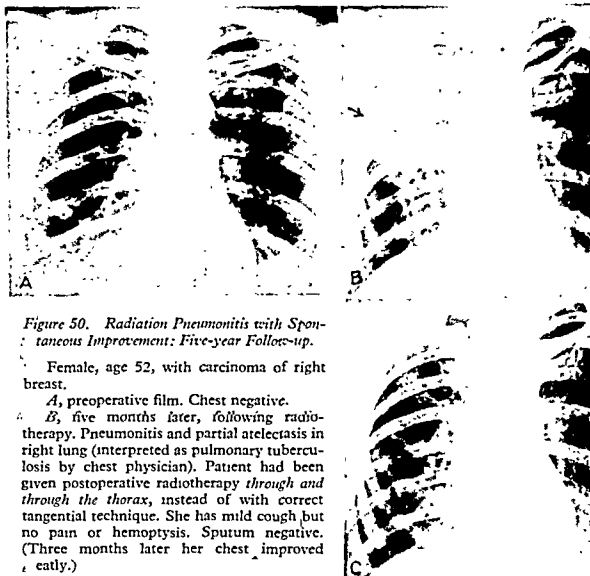 A
B
Figure 50. Radiation Pneumonitis with Spon-
taneous Improvement: Five-year Follow-up.
Female, age 52, with carcinoma of right
breast.
A, preoperative film. Chest negative.
B, five months later, following radio-
therapy. Pneumonitis and partial atelectasis in
right lung (interpreted as pulmonary tubercu-
losis by chest physician). Patient had been
given postoperative radiotherapy through and
through the thorax, instead of with correct
tangential technique. She has mild cough but
no pain or hemoptysis. Sputum negative.
(Three months later her chest improved
eatly.)
C